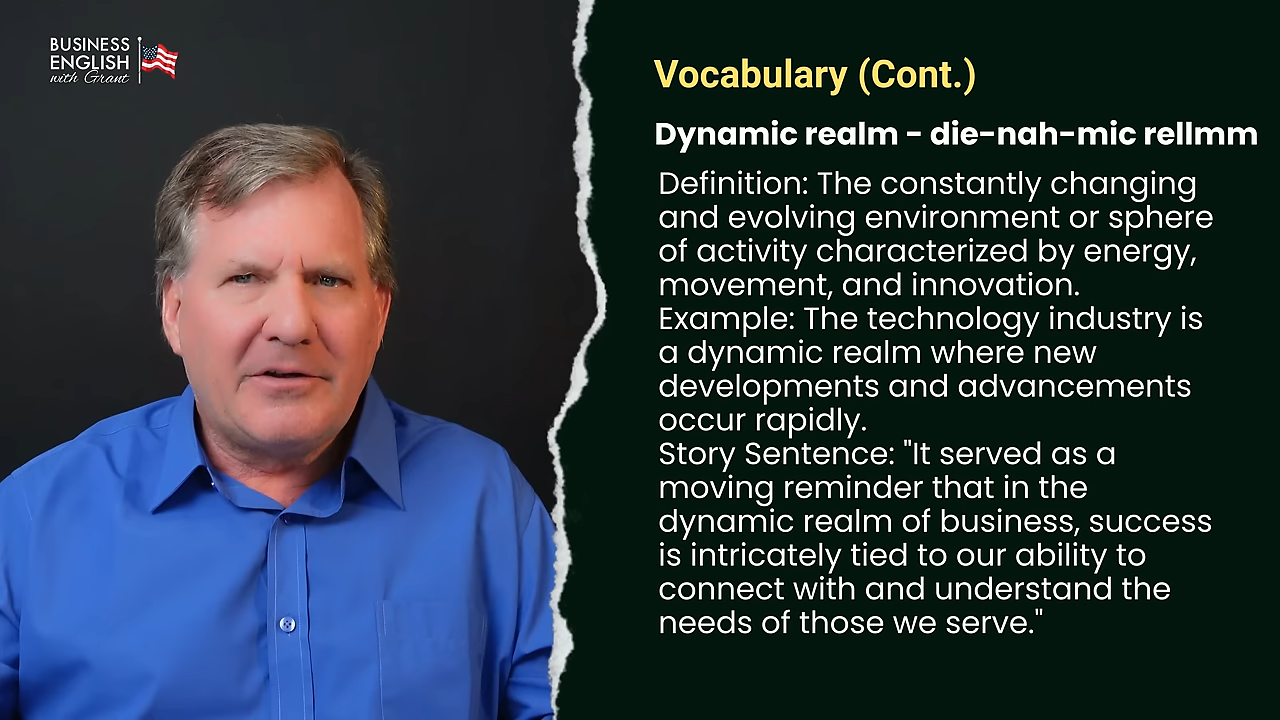 BUSINESS
ENGLISH
with Grant
Vocabulary (Cont.)
Dynamic realm - die-nah-mic rellmm
Definition: The constantly changing
and evolving environment or sphere
of activity characterized by energy,
movement, and innovation.
Example: The technology industry is
a dynamic realm where new
developments and advancements
occur rapidly.
Story Sentence: "It served as a
moving reminder that in the
dynamic realm of business, success
is intricately tied to our ability to
connect with and understand the
needs of those we serve."